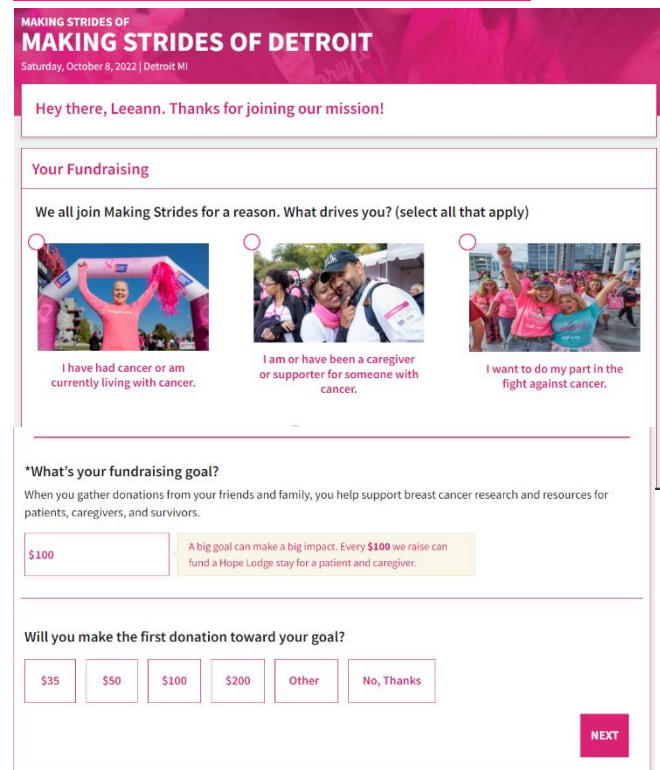 MAKING STRIDES OF
MAKING STRIDES OF DETROIT
Saturday, October 8, 2022 | Detroit MI
Hey there, Leeann. Thanks for joining our mission!
Your Fundraising
We all join Making Strides for a reason. What drives you? (select all that apply)
I have had cancer or am
currently living with cancer.
I am or have been a caregiver
or supporter for someone with
cancer.
I want to do my part in the
fight against cancer.
*What's your fundraising goal?
When you gather donations from your friends and family, you help support breast cancer research and resources for
patients, caregivers, and survivors.
$100
A big goal can make a big impact. Every $100 we raise can
fund a Hope Lodge stay for a patient and caregiver.
Will you make the first donation toward your goal?
$35
$50
$100
$200
Other
No, Thanks
NEXT